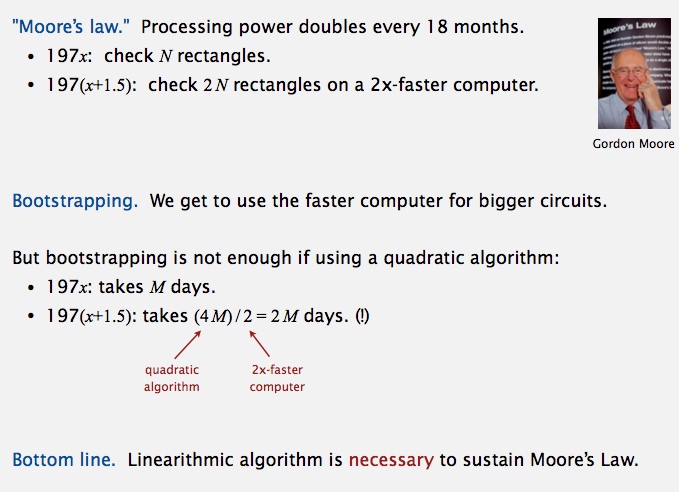 "Moore's law." Processing power doubles every 18 months.
• 197x: check N rectangles.
• 197(x+1.5): check 2N rectangles on a 2x-faster computer.
Moore's Law
Gordon Moore
Bootstrapping. We get to use the faster computer for bigger circuits.
But bootstrapping is not enough if using a quadratic algorithm:
• 197x: takes M days.
• 197(x+1.5): takes (4M)/2 = 2M days. (!)
quadratic
algorithm
2x-faster
computer
Bottom line. Linearithmic algorithm is necessary to sustain Moore's Law.